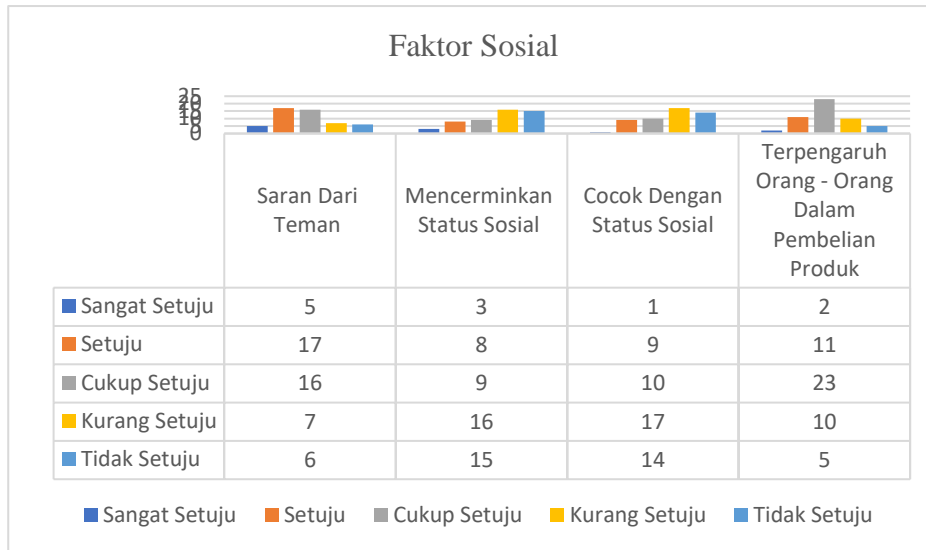 Faktor Sosial
25
20
15
10
5
0
Saran Dari
Teman
Mencerminkan
Status Sosial
Cocok Dengan
Status Sosial
Terpengaruh
Orang - Orang
Dalam
Pembelian
Produk
Sangat Setuju 5 3 1 2
Setuju 17 8 9 11
Cukup Setuju 16 9 10 23
Kurang Setuju 7 16 17 10
Tidak Setuju 6 15 14 5
Sangat Setuju Setuju Cukup Setuju Kurang Setuju Tidak Setuju